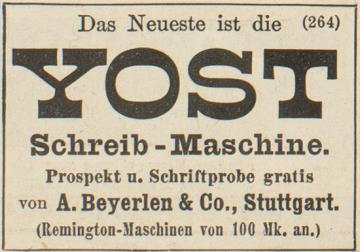 Das Neueste ist die (264)
YOST
Schreib-Maschine.
Prospekt u. Schriftprobe gratis
von A. Beyerlen & Co., Stuttgart.
(Remington-Maschinen von 100 Mk. an.)